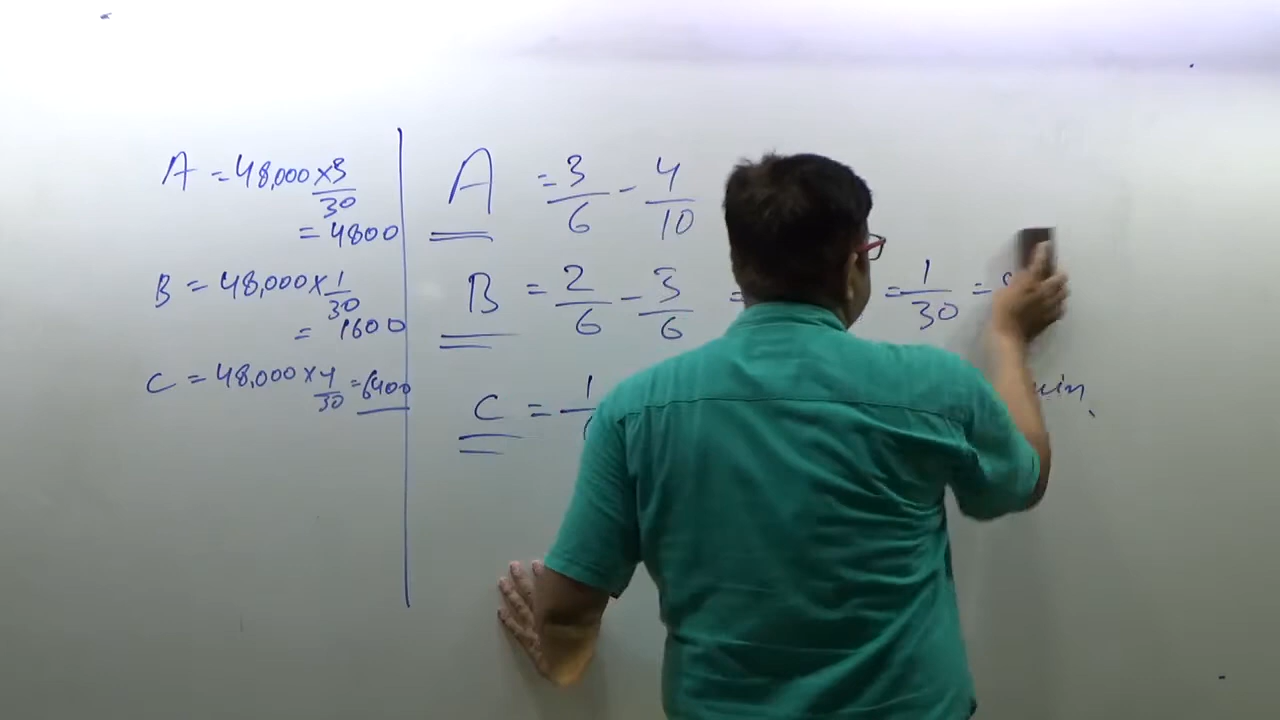 A = 48,000 × 3/30
= 4800
B = 48,000 × 1/30
= 1600
C = 48,000 × 4/30 = 6400
A = 3/6 - 4/10
B = 2/6 - 3/6 = = 1/30 =
C = 1/